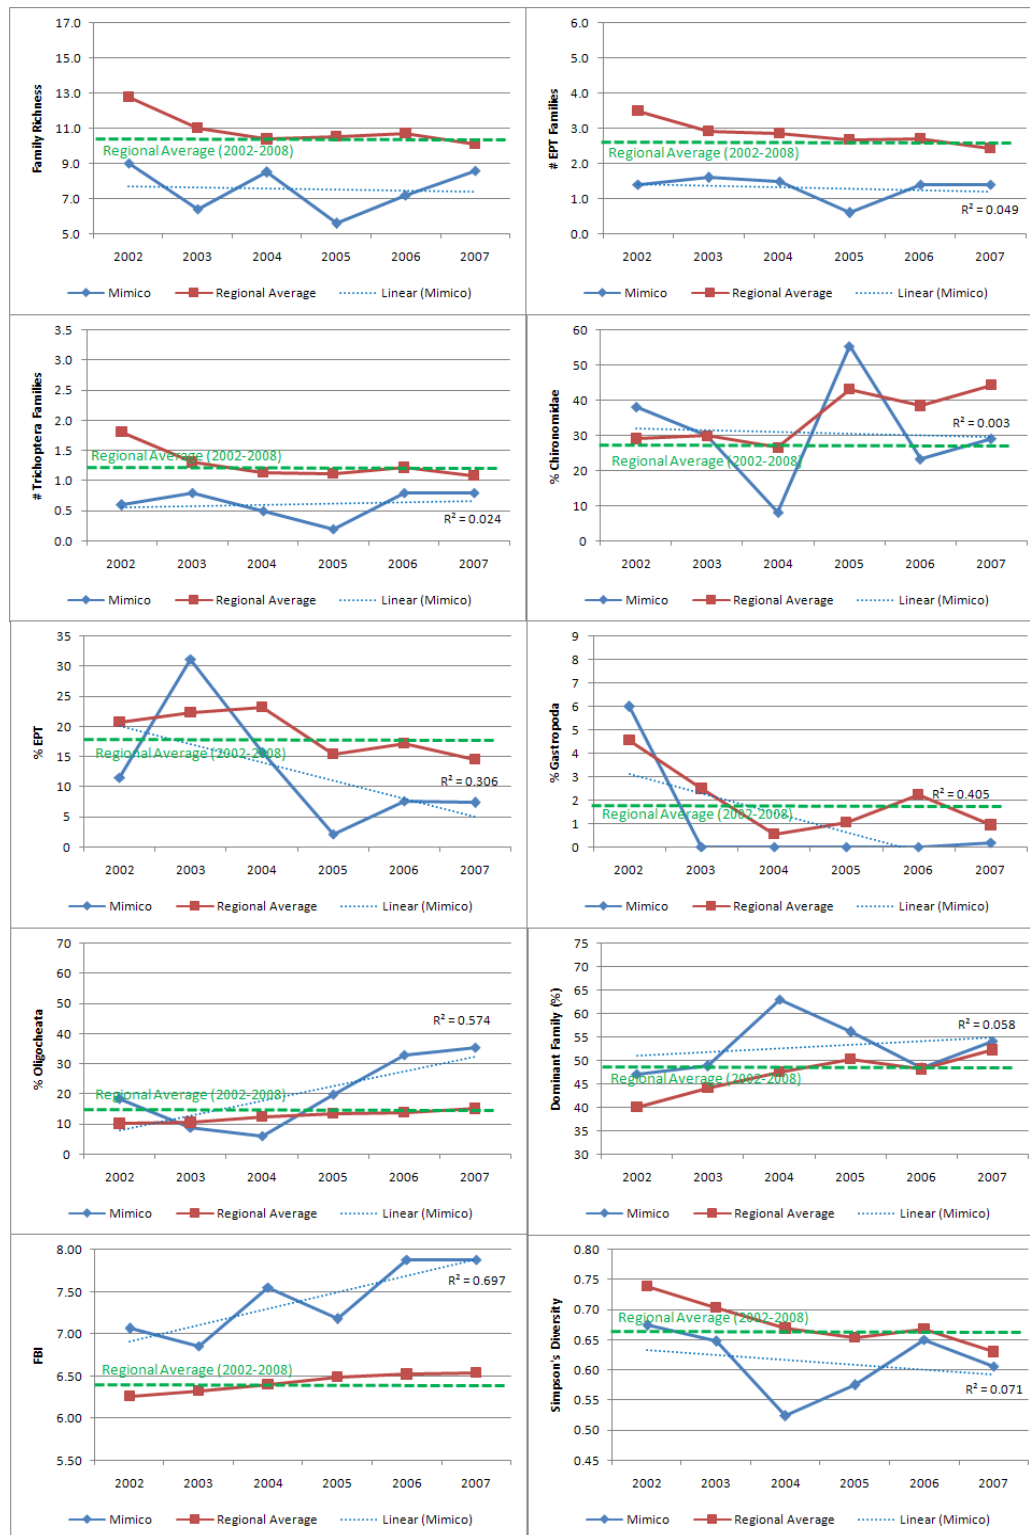 Family Richness
17.0
15.0
13.0
11.0
9.0
7.0
5.0
Regional Average (2002-2008)
2002 2003 2004 2005 2006 2007
Mimico Regional Average Linear (Mimico)
# EPT Families
6.0
5.0
4.0
3.0
2.0
1.0
0.0
Regional Average (2002-2008)
R² = 0.049
2002 2003 2004 2005 2006 2007
Mimico Regional Average Linear (Mimico)
# Trichoptera Families
3.5
3.0
2.5
2.0
1.5
1.0
0.5
0.0
Regional Average (2002-2008)
R² = 0.024
2002 2003 2004 2005 2006 2007
Mimico Regional Average Linear (Mimico)
% Chironomidae
60
50
40
30
20
10
0
R² = 0.003
Regional Average (2002-2008)
2002 2003 2004 2005 2006 2007
Mimico Regional Average Linear (Mimico)
% EPT
35
30
25
20
15
10
5
0
Regional Average (2002-2008)
R² = 0.306
2002 2003 2004 2005 2006 2007
Mimico Regional Average Linear (Mimico)
% Gastropoda
9
8
7
6
5
4
3
2
1
0
R² = 0.405
Regional Average (2002-2008)
2002 2003 2004 2005 2006 2007
Mimico Regional Average Linear (Mimico)
% Oligocheata
70
60
50
40
30
20
10
0
R² = 0.574
Regional Average (2002-2008)
2002 2003 2004 2005 2006 2007
Mimico Regional Average Linear (Mimico)
Dominant Family (%)
75
70
65
60
55
50
45
40
35
30
R² = 0.058
Regional Average (2002-2008)
2002 2003 2004 2005 2006 2007
Mimico Regional Average Linear (Mimico)
FBI
8.00
7.50
7.00
6.50
6.00
5.50
R² = 0.697
Regional Average (2002-2008)
2002 2003 2004 2005 2006 2007
Mimico Regional Average Linear (Mimico)
Simpson's Diversity
0.80
0.75
0.70
0.65
0.60
0.55
0.50
0.45
Regional Average (2002-2008)
R² = 0.071
2002 2003 2004 2005 2006 2007
Mimico Regional Average Linear (Mimico)